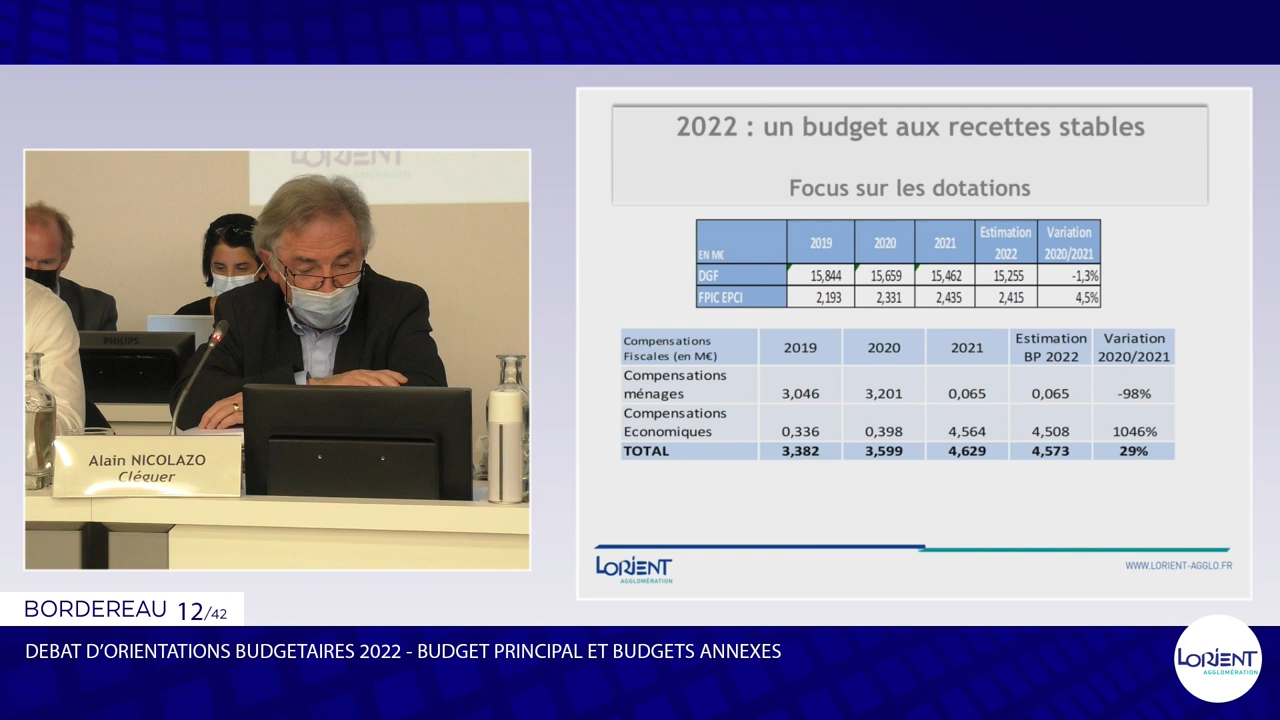 LORIENT
PHILIPS
Alain NICOLAZO
Cléguer
2022 : un budget aux recettes stables
Focus sur les dotations
EN M€ 2019 2020 2021 Estimation 2022 Variation 2020/2021
DGF 15,844 15,659 15,462 15,255 -1,3%
FPIC EPCI 2,193 2,331 2,435 2,415 4,5%
Compensations Fiscales (en M€) 2019 2020 2021 Estimation BP 2022 Variation 2020/2021
Compensations ménages 3,046 3,201 0,065 0,065 -98%
Compensations Economiques 0,336 0,398 4,564 4,508 1046%
TOTAL 3,382 3,599 4,629 4,573 29%
LORIENT
AGGLOMÉRATION
WWW.LORIENT-AGGLO.FR
BORDEREAU 12/42
DEBAT D'ORIENTATIONS BUDGETAIRES 2022 - BUDGET PRINCIPAL ET BUDGETS ANNEXES
LORIENT
AGGLOMÉRATION